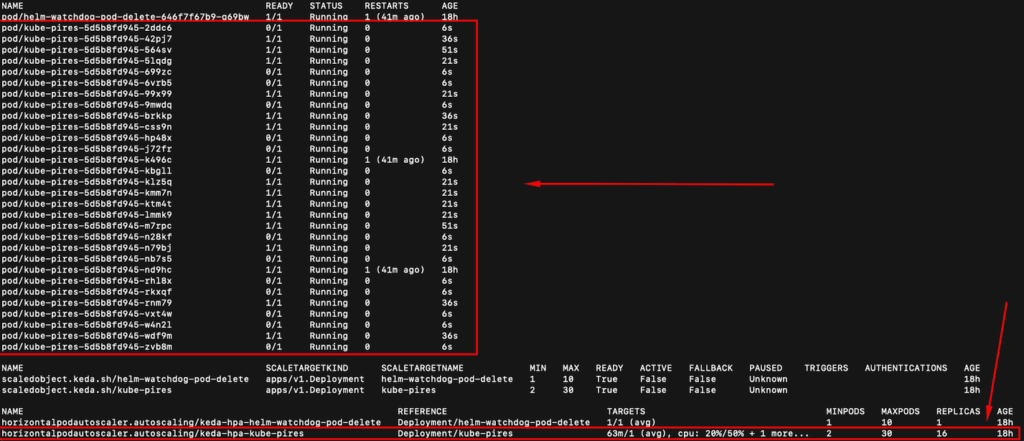 NAME READY STATUS RESTARTS AGE
pod/helm-watchdog-pod-delete-646f7f67b9-g69bw 1/1 Running 1 (41m ago) 18h
pod/kube-pires-5d5b8fd945-2ddc6 0/1 Running 0 6s
pod/kube-pires-5d5b8fd945-42pj7 1/1 Running 0 36s
pod/kube-pires-5d5b8fd945-564sv 1/1 Running 0 51s
pod/kube-pires-5d5b8fd945-5lqdg 1/1 Running 0 21s
pod/kube-pires-5d5b8fd945-699zc 0/1 Running 0 6s
pod/kube-pires-5d5b8fd945-6vrb5 0/1 Running 0 6s
pod/kube-pires-5d5b8fd945-99x99 1/1 Running 0 21s
pod/kube-pires-5d5b8fd945-9mwdq 0/1 Running 0 6s
pod/kube-pires-5d5b8fd945-brkkp 1/1 Running 0 36s
pod/kube-pires-5d5b8fd945-css9n 1/1 Running 0 21s
pod/kube-pires-5d5b8fd945-hp48x 0/1 Running 0 6s
pod/kube-pires-5d5b8fd945-j72fr 0/1 Running 0 6s
pod/kube-pires-5d5b8fd945-k496c 1/1 Running 1 (41m ago) 18h
pod/kube-pires-5d5b8fd945-kbgll 0/1 Running 0 6s
pod/kube-pires-5d5b8fd945-klz5q 1/1 Running 0 21s
pod/kube-pires-5d5b8fd945-kmm7n 1/1 Running 0 21s
pod/kube-pires-5d5b8fd945-ktm4t 1/1 Running 0 21s
pod/kube-pires-5d5b8fd945-lmmk9 1/1 Running 0 21s
pod/kube-pires-5d5b8fd945-m7rpc 1/1 Running 0 51s
pod/kube-pires-5d5b8fd945-n28kf 0/1 Running 0 6s
pod/kube-pires-5d5b8fd945-n79bj 1/1 Running 0 21s
pod/kube-pires-5d5b8fd945-nb7s5 0/1 Running 0 6s
pod/kube-pires-5d5b8fd945-nd9hc 1/1 Running 1 (41m ago) 18h
pod/kube-pires-5d5b8fd945-rhl8x 0/1 Running 0 6s
pod/kube-pires-5d5b8fd945-rkxqf 0/1 Running 0 6s
pod/kube-pires-5d5b8fd945-rnm79 1/1 Running 0 36s
pod/kube-pires-5d5b8fd945-vxt4w 0/1 Running 0 6s
pod/kube-pires-5d5b8fd945-w4n2l 0/1 Running 0 6s
pod/kube-pires-5d5b8fd945-wdf9m 1/1 Running 0 36s
pod/kube-pires-5d5b8fd945-zvb8m 0/1 Running 0 6s
NAME SCALETARGETKIND SCALETARGETNAME MIN MAX READY ACTIVE FALLBACK PAUSED TRIGGERS AUTHENTICATIONS AGE
scaledobject.keda.sh/helm-watchdog-pod-delete apps/v1.Deployment helm-watchdog-pod-delete 1 10 True False False Unknown 18h
scaledobject.keda.sh/kube-pires apps/v1.Deployment kube-pires 2 30 True False False Unknown 18h
NAME REFERENCE TARGETS MINPODS MAXPODS REPLICAS AGE
horizontalpodautoscaler.autoscaling/keda-hpa-helm-watchdog-pod-delete Deployment/helm-watchdog-pod-delete 1/1 (avg) 1 10 1 18h
horizontalpodautoscaler.autoscaling/keda-hpa-kube-pires Deployment/kube-pires 63m/1 (avg), cpu: 20%/50% + 1 more... 2 30 16 18h